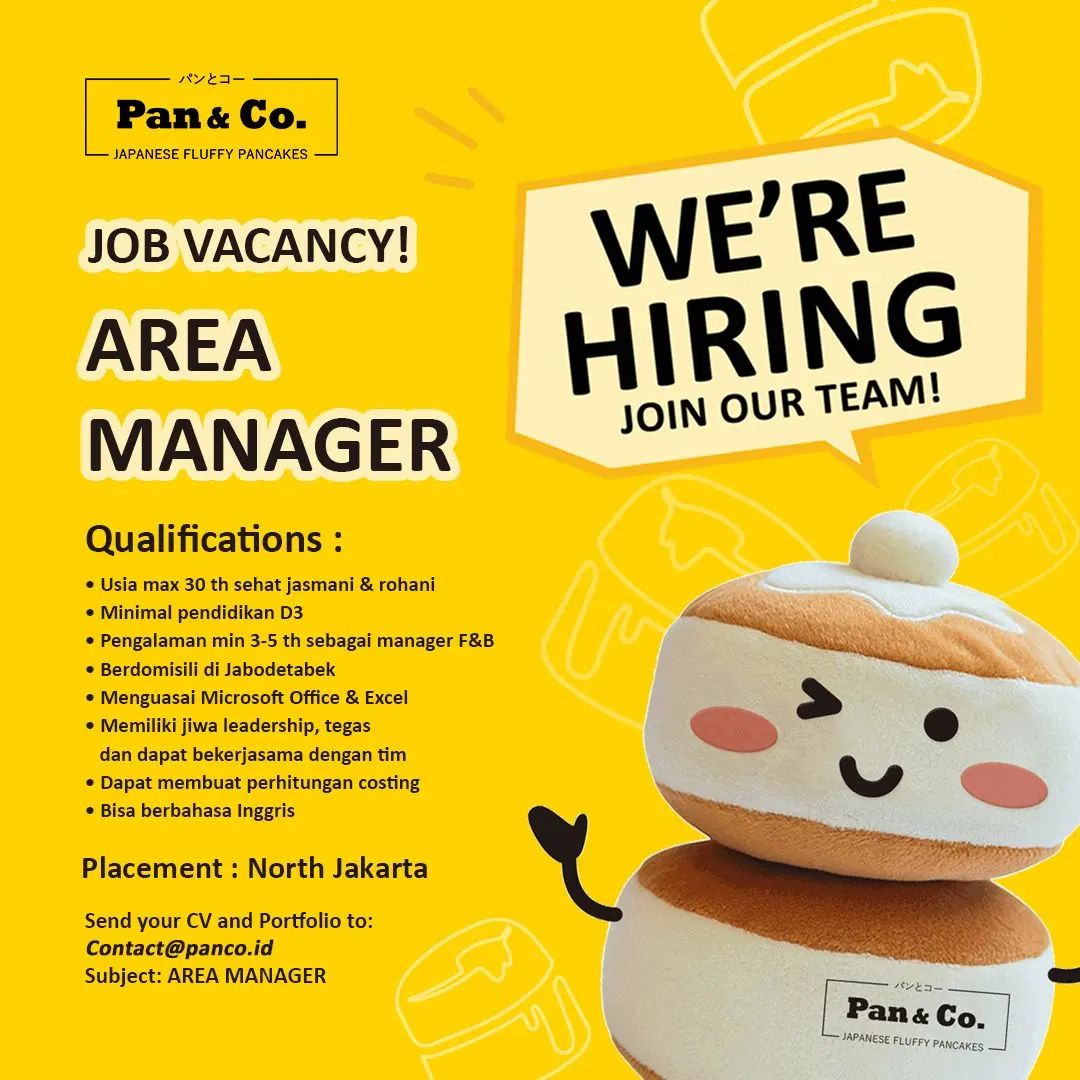 パンとコー
Pan & Co.
JAPANESE FLUFFY PANCAKES
JOB VACANCY!
AREA
MANAGER
WE'RE
HIRING
JOIN OUR TEAM!
Qualifications :
• Usia max 30 th sehat jasmani & rohani
• Minimal pendidikan D3
• Pengalaman min 3-5 th sebagai manager F&B
• Berdomisili di Jabodetabek
• Menguasai Microsoft Office & Excel
• Memiliki jiwa leadership, tegas
dan dapat bekerjasama dengan tim
• Dapat membuat perhitungan costing
• Bisa berbahasa Inggris
Placement : North Jakarta
Send your CV and Portfolio to:
Contact@panco.id
Subject: AREA MANAGER
パンとコー
Pan & Co.
JAPANESE FLUFFY PANCAKES